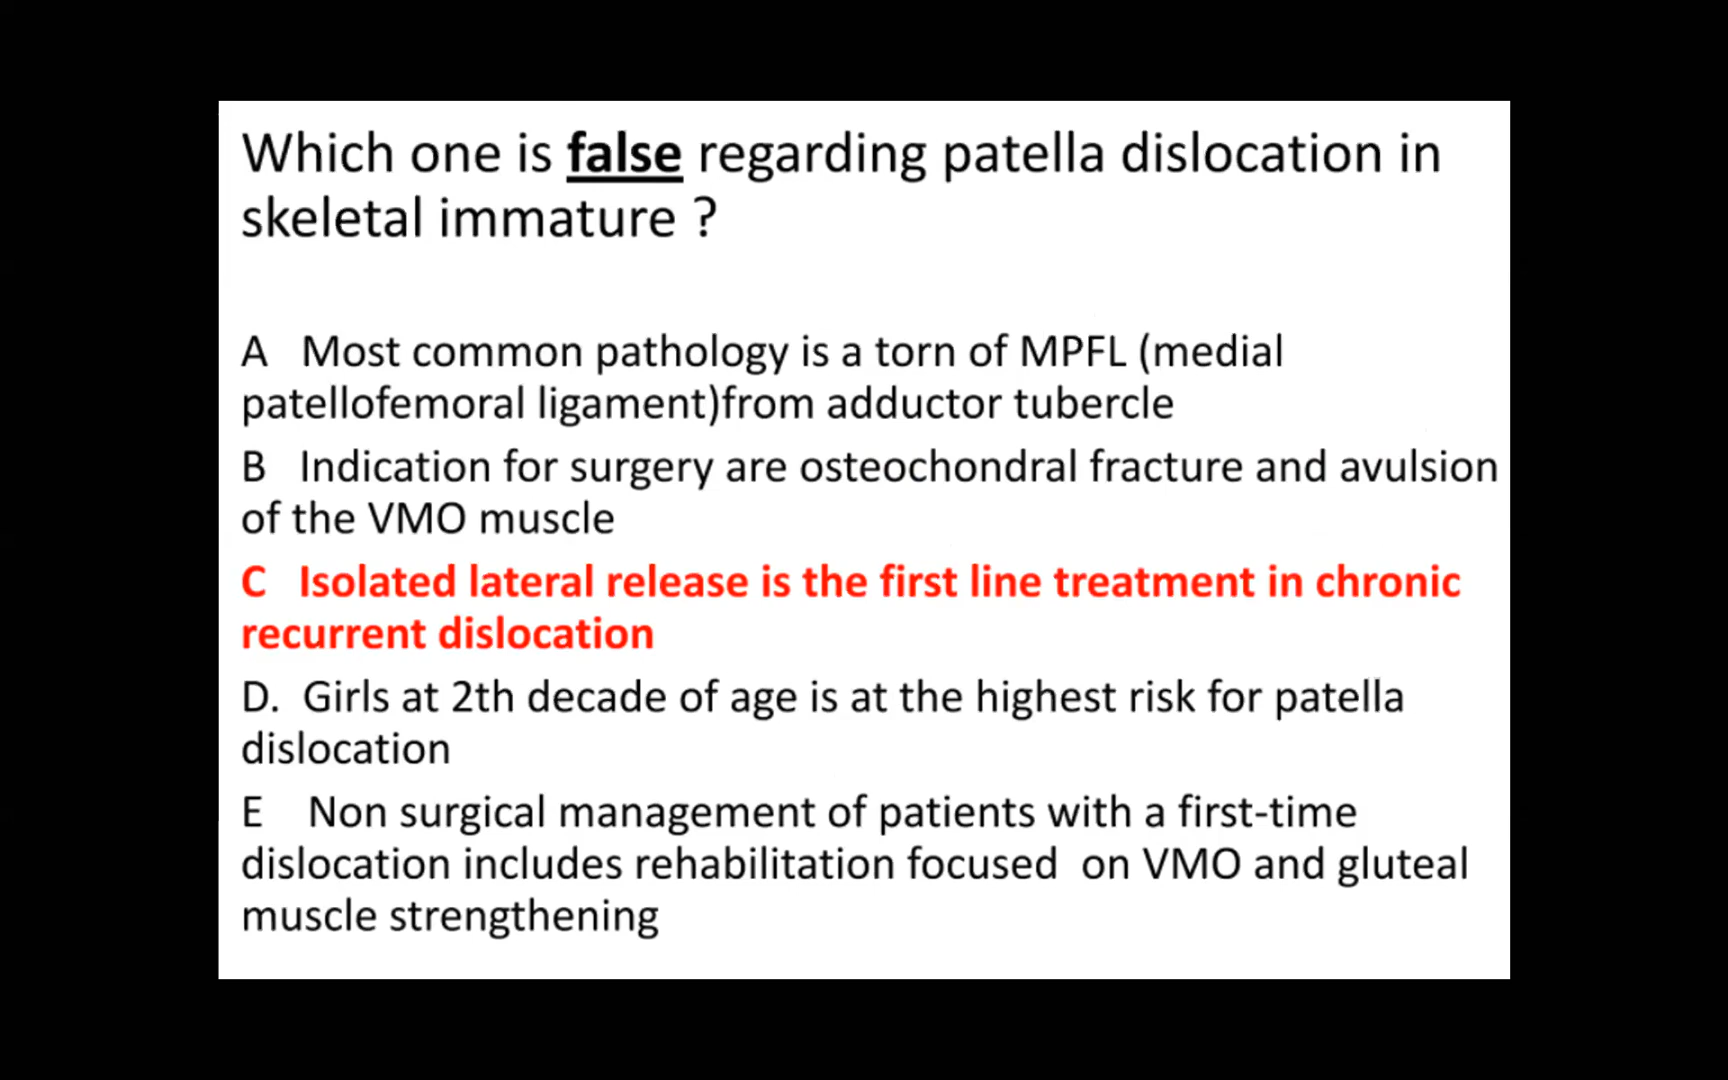 Which one is false regarding patella dislocation in
skeletal immature ?
A Most common pathology is a torn of MPFL (medial
patellofemoral ligament)from adductor tubercle
B Indication for surgery are osteochondral fracture and avulsion
of the VMO muscle
C Isolated lateral release is the first line treatment in chronic
recurrent dislocation
D. Girls at 2th decade of age is at the highest risk for patella
dislocation
E Non surgical management of patients with a first-time
dislocation includes rehabilitation focused on VMO and gluteal
muscle strengthening